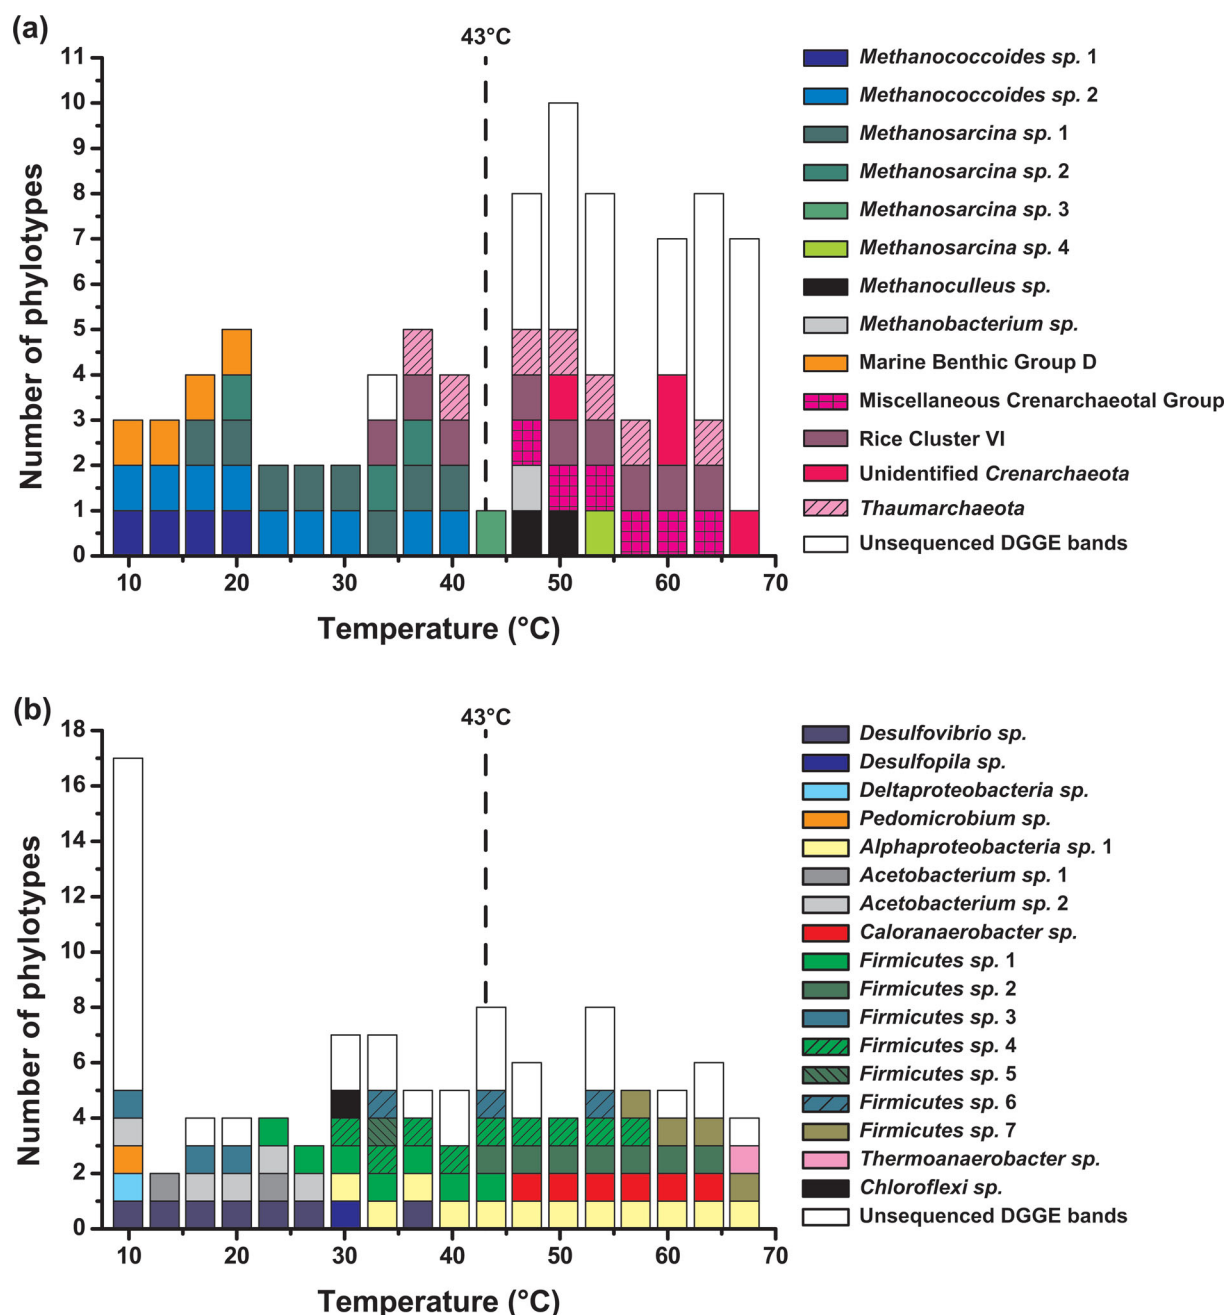 (a)
43°C
11
10
9
8
7
6
5
4
3
2
1
0
Number of phylotypes
10 20 30 40 50 60 70
Temperature (°C)
Methanococcoides sp. 1
Methanococcoides sp. 2
Methanosarcina sp. 1
Methanosarcina sp. 2
Methanosarcina sp. 3
Methanosarcina sp. 4
Methanoculleus sp.
Methanobacterium sp.
Marine Benthic Group D
Miscellaneous Crenarchaeotal Group
Rice Cluster VI
Unidentified Crenarchaeota
Thaumarchaeota
Unsequenced DGGE bands
(b)
43°C
18
16
14
12
10
8
6
4
2
0
Number of phylotypes
10 20 30 40 50 60 70
Temperature (°C)
Desulfovibrio sp.
Desulfopila sp.
Deltaproteobacteria sp.
Pedomicrobium sp.
Alphaproteobacteria sp. 1
Acetobacterium sp. 1
Acetobacterium sp. 2
Caloranaerobacter sp.
Firmicutes sp. 1
Firmicutes sp. 2
Firmicutes sp. 3
Firmicutes sp. 4
Firmicutes sp. 5
Firmicutes sp. 6
Firmicutes sp. 7
Thermoanaerobacter sp.
Chloroflexi sp.
Unsequenced DGGE bands